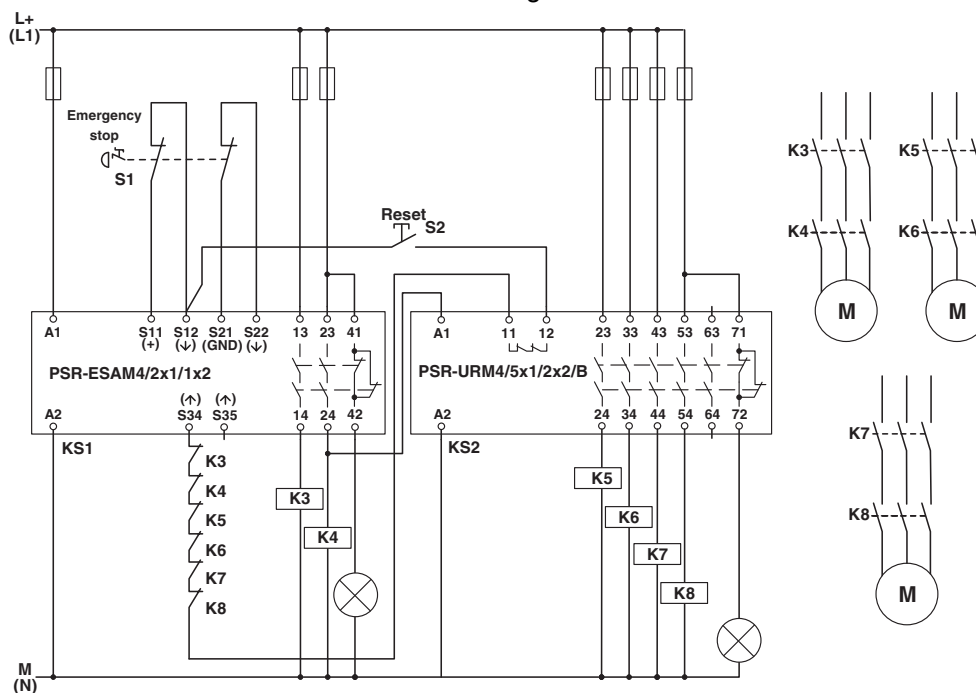 L+
(L1)
Emergency
stop
S1
Reset
S2
K3
K5
K4
K6
M
M
A1
S11
(+)
S12
(↓)
S21
(GND)
S22
(↓)
13
23
41
A1
11
12
23
33
43
53
63
71
PSR-ESAM4/2x1/1x2
PSR-URM4/5x1/2x2/B
A2
(↑)
S34
(↑)
S35
14
24
42
A2
24
34
44
54
64
72
KS1
KS2
K3
K4
K5
K6
K7
K8
K3
K4
K5
K6
K7
K8
K7
K8
M
M
(N)